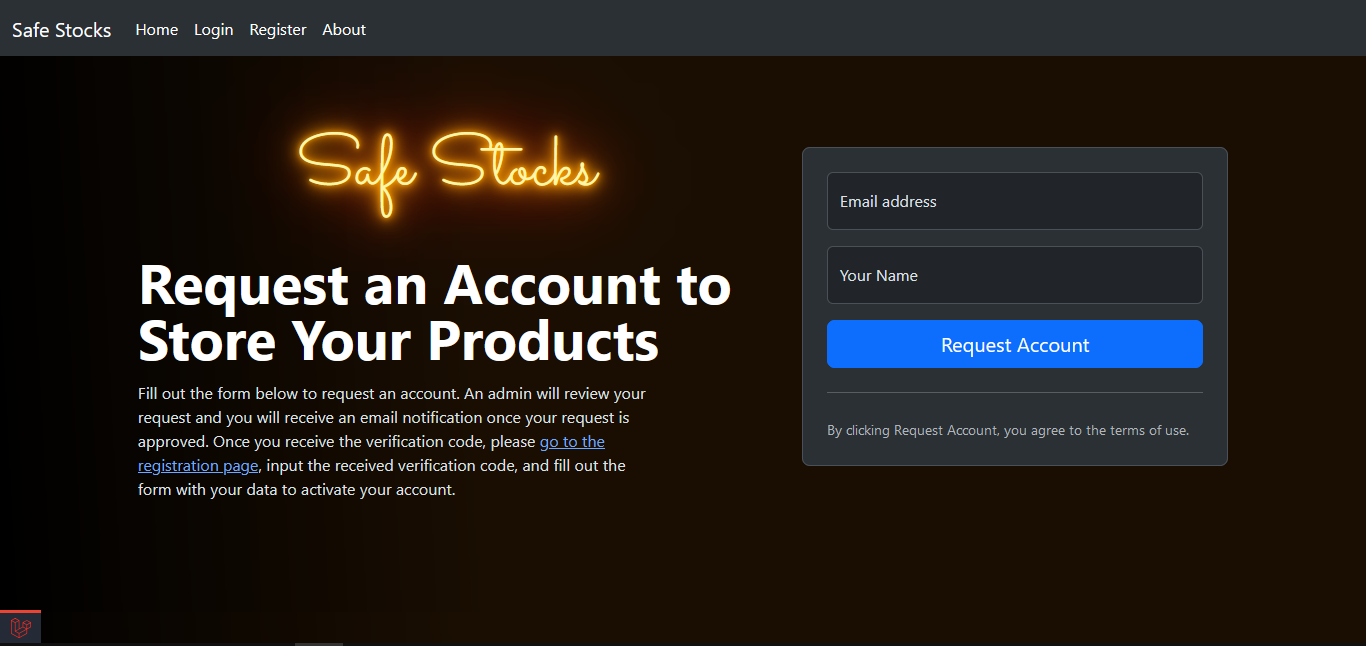 Safe Stocks Home Login Register About
Safe Stocks
Request an Account to
Store Your Products
Fill out the form below to request an account. An admin will review your
request and you will receive an email notification once your request is
approved. Once you receive the verification code, please go to the
registration page, input the received verification code, and fill out the
form with your data to activate your account.
Email address
Your Name
Request Account
By clicking Request Account, you agree to the terms of use.